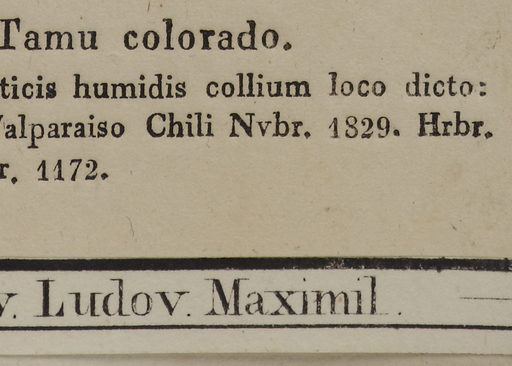 Tamu colorado.
ticis humidis collium loco dicto:
Valparaiso Chili Nvbr. 1829. Hrbr.
r. 1172.
v. Ludov. Maximil.